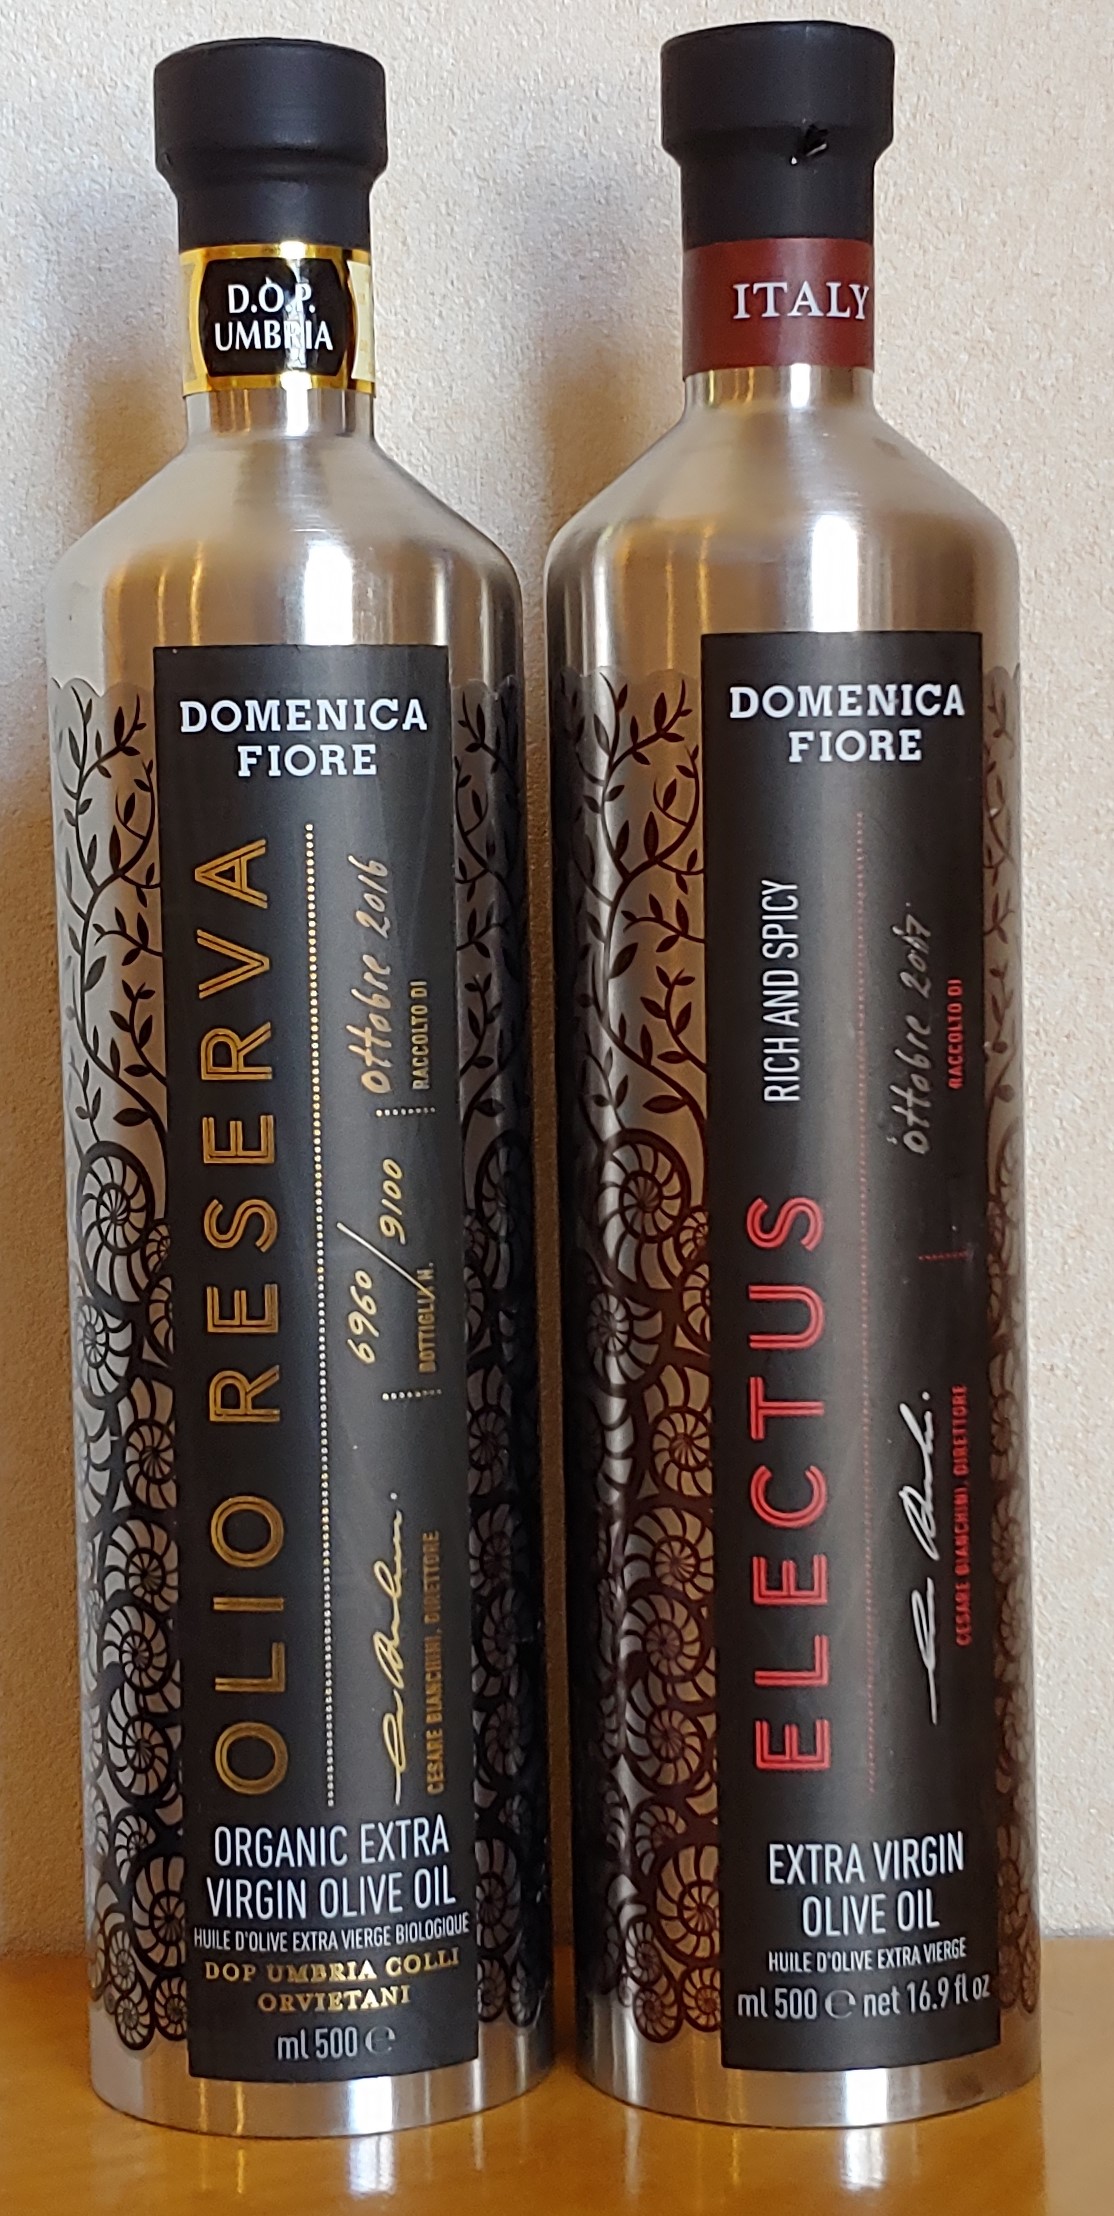 D.O.P.
UMBRIA
DOMENICA
FIORE
OLIO RESERVA
Ottobre 2016
RACCOLTO DI
6960/9100
BOTTIGLIA N.
CESARE BIANCHINI, DIRETTORE
ORGANIC EXTRA
VIRGIN OLIVE OIL
HUILE D'OLIVE EXTRA VIERGE BIOLOGIQUE
DOP UMBRIA COLLI
ORVIETANI
ml 500 ℮
ITALY
DOMENICA
FIORE
ELECTUS RICH AND SPICY
Ottobre 2017
RACCOLTO DI
CESARE BIANCHINI, DIRETTORE
EXTRA VIRGIN
OLIVE OIL
HUILE D'OLIVE EXTRA VIERGE
ml 500 ℮ net 16.9 fl oz